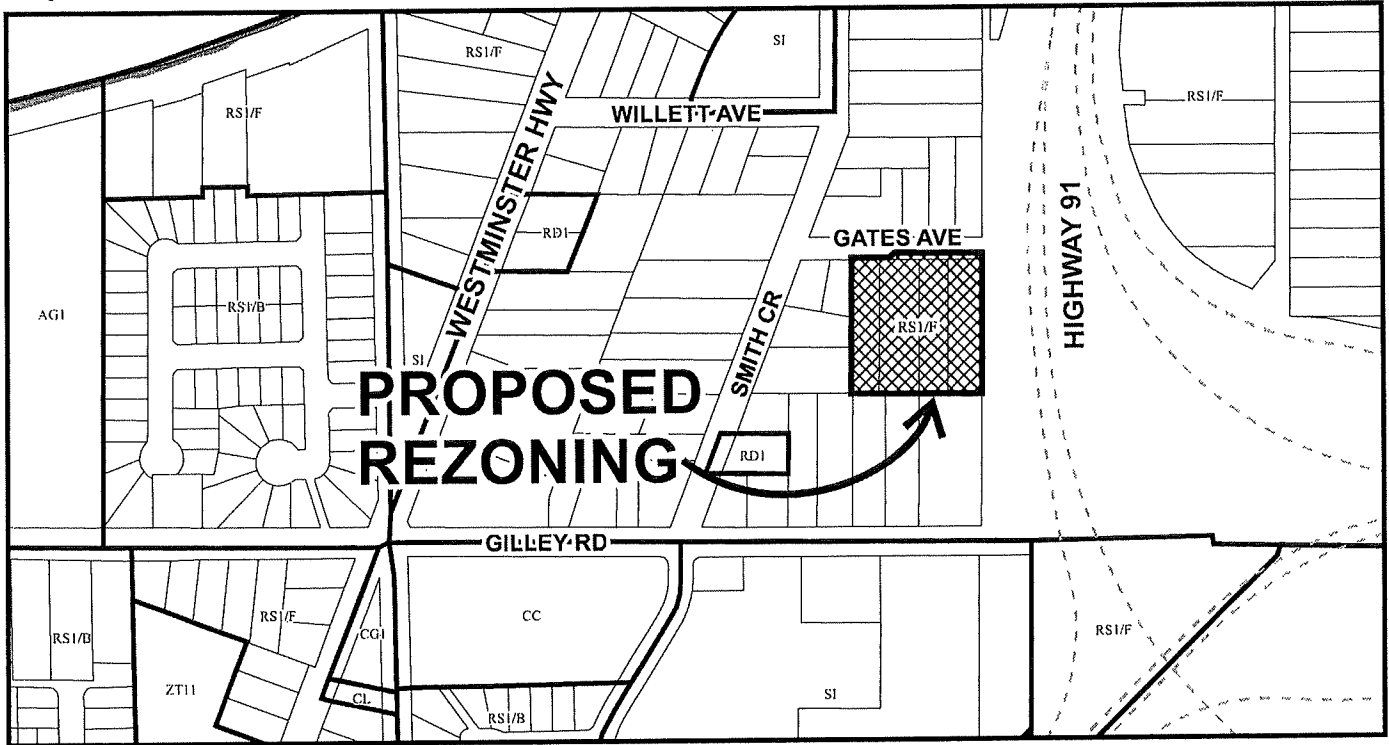 RS1/F
SI
WILLETT AVE
RS1/F
RS1/F
WESTMINSTER HWY
RD1
GATES AVE
HIGHWAY 91
AG1
RS1/B
SMITH CR
RS1/F
SI
PROPOSED
REZONING
RD1
GILLEY RD
RS1/B
RS1/F
CG1
CC
RS1/F
ZT11
CL
RS1/B
SI